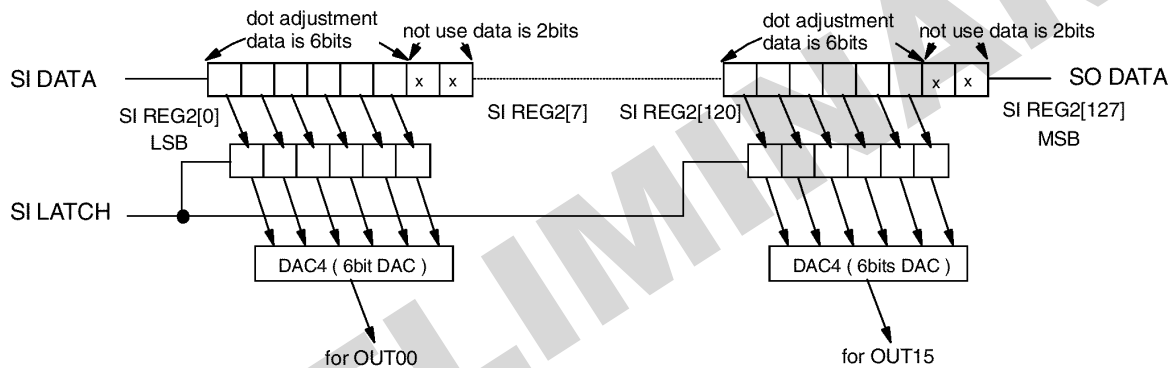 dot adjustment
data is 6bits
not use data is 2bits
dot adjustment
data is 6bits
not use data is 2bits
SI DATA
x x
x x
SO DATA
SI REG2[0]
LSB
SI REG2[7]
SI REG2[120]
SI REG2[127]
MSB
SI LATCH
DAC4 ( 6bit DAC )
DAC4 ( 6bits DAC )
for OUT00
for OUT15